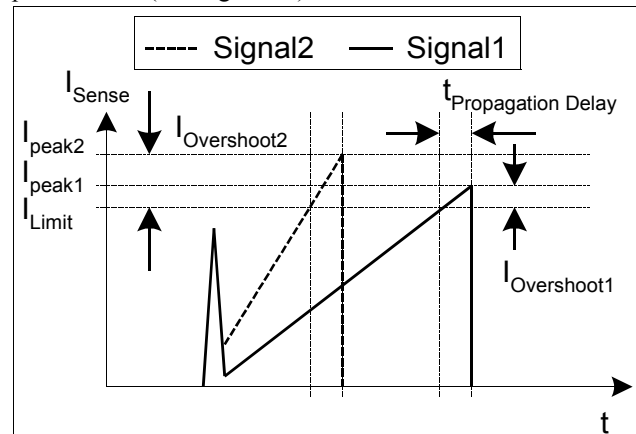 Signal2 Signal1
I_Sense
t_Propagation Delay
I_peak2
I_Overshoot2
I_peak1
I_Limit
I_Overshoot1
t